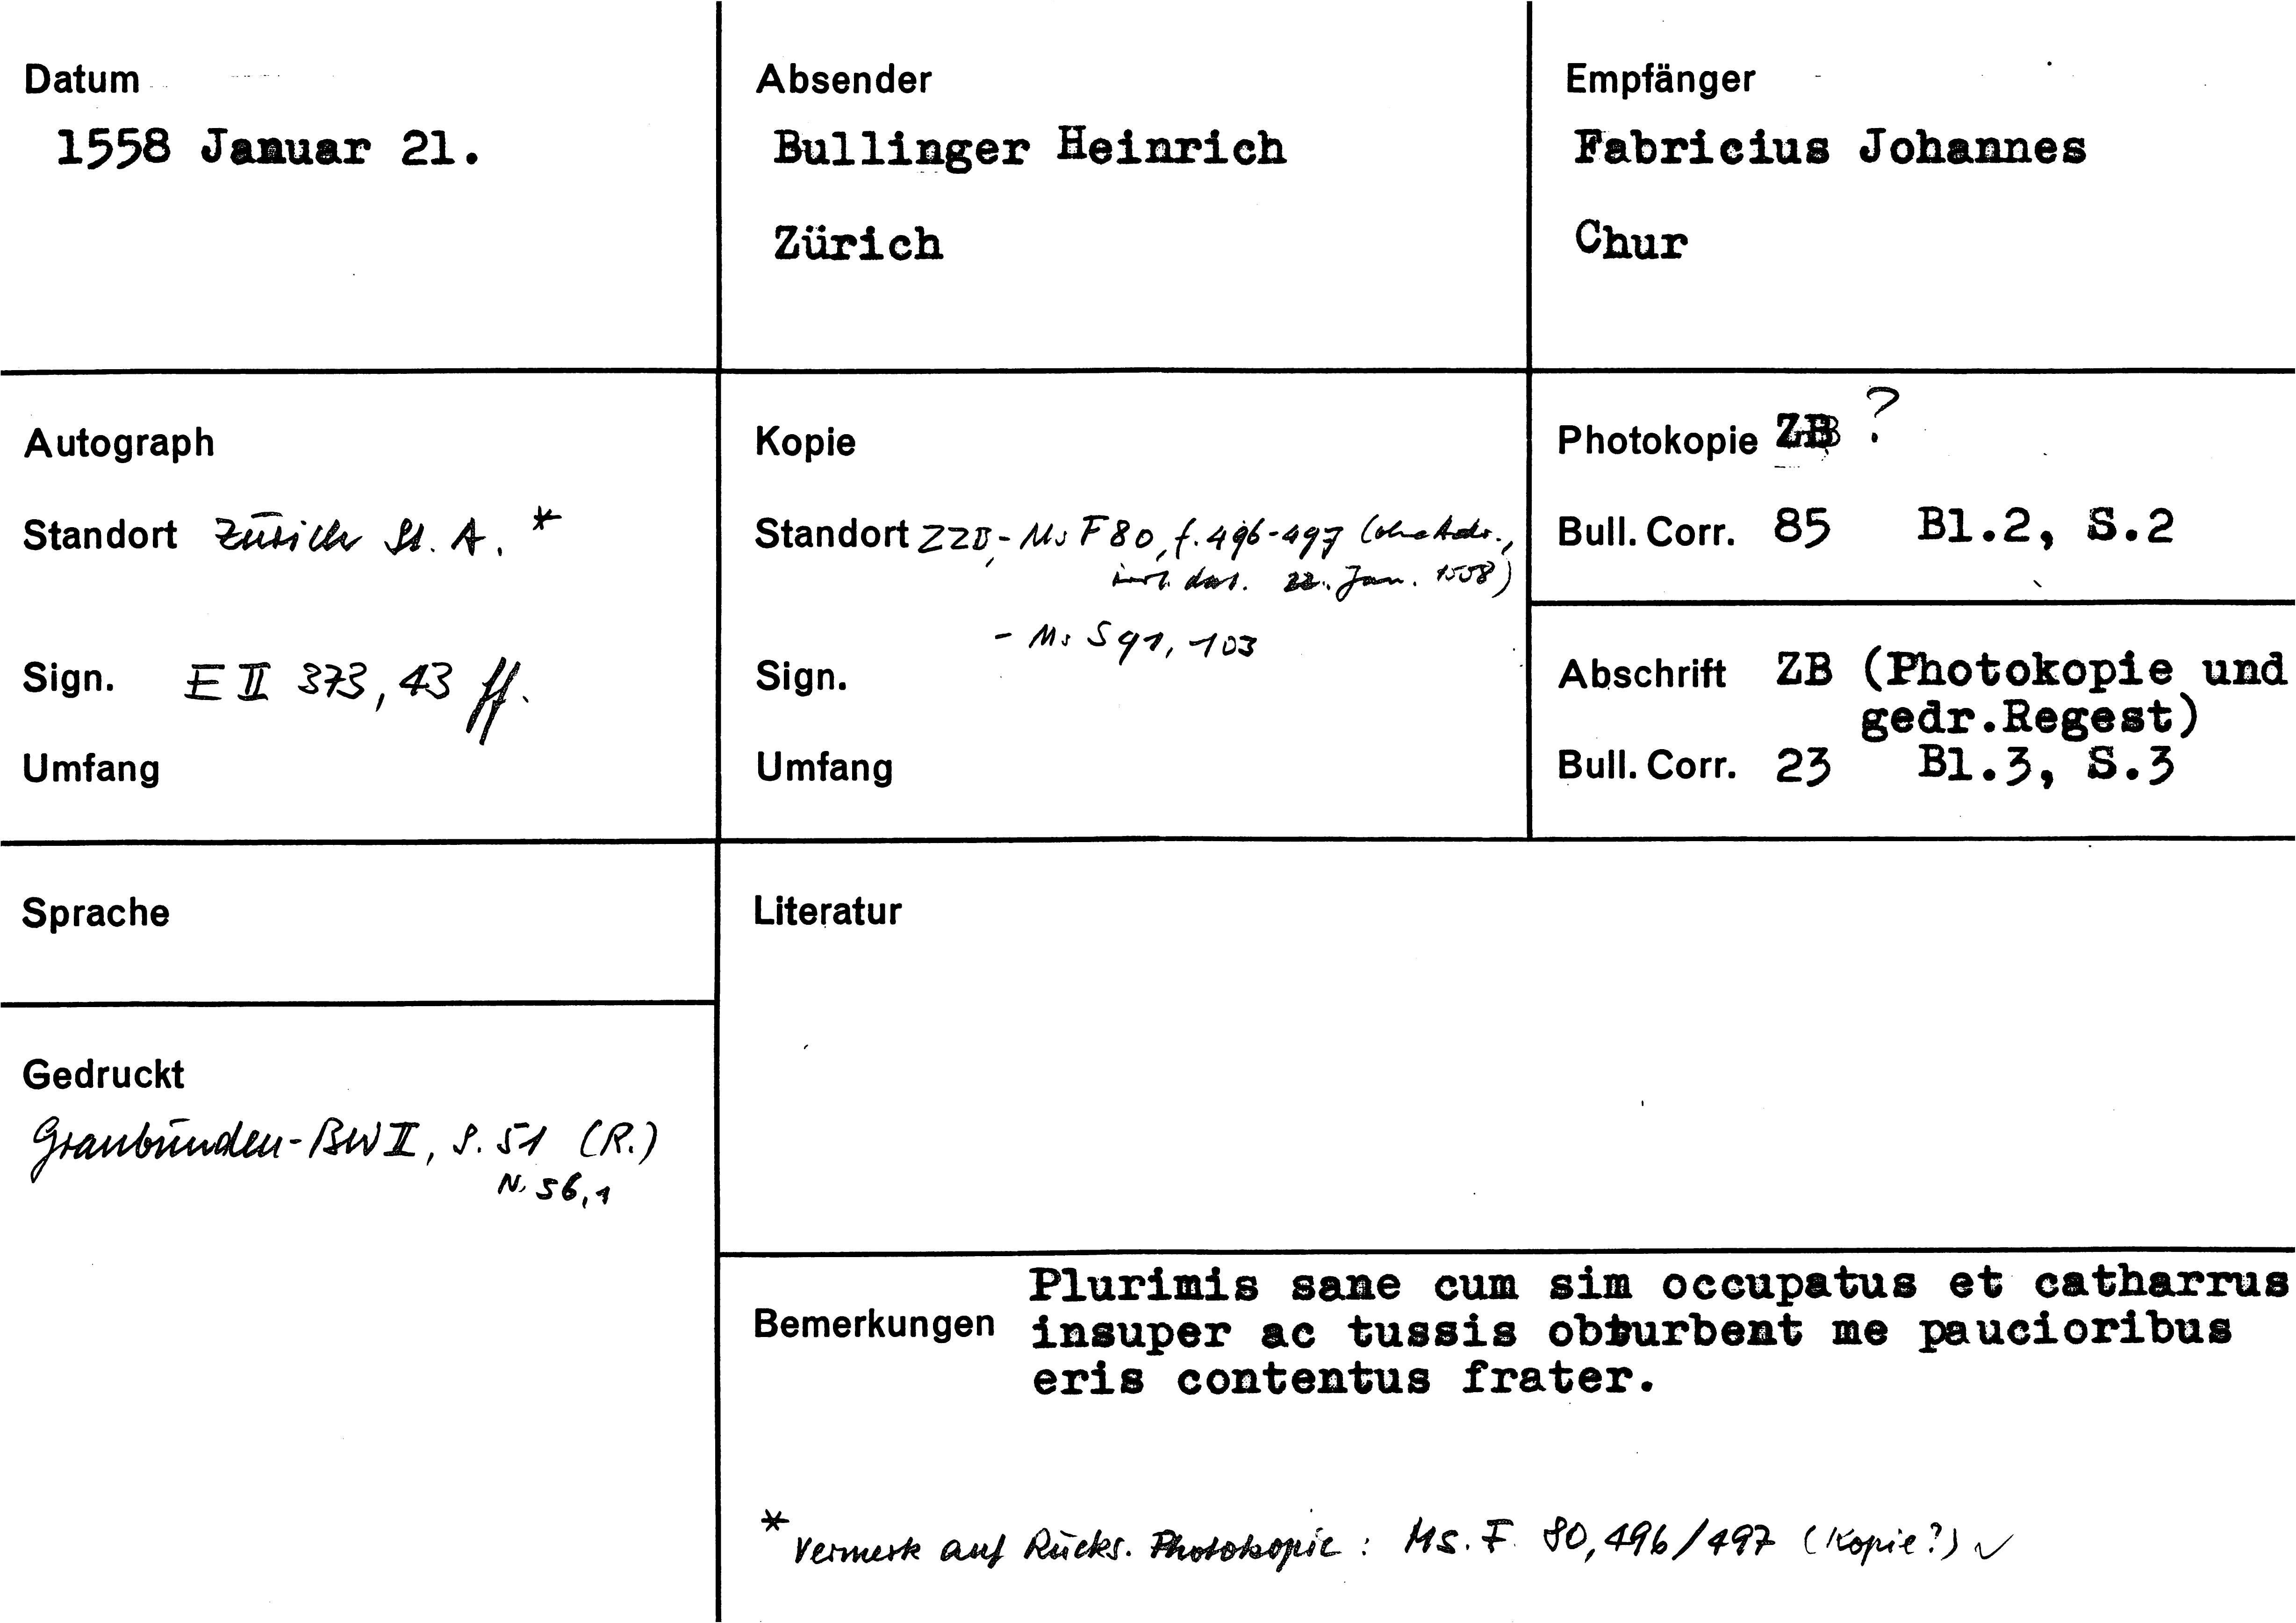 Datum
1558 Januar 21.
Absender
Bullinger Heinrich
Zürich
Empfänger
Fabricius Johannes
Chur
Autograph
Standort Zürich St. A. *
Sign. E II 373, 43 ff.
Umfang
Kopie
Standort ZZB, - Ms F 80, f. 496-497 (ohne Adr.,
dat. 22. Jan. 1558)
- Ms S 91, 103
Sign.
Umfang
Photokopie ZB ?
Bull. Corr. 85 Bl.2, S.2
Abschrift ZB (Photokopie und
gedr.Regest)
Bull. Corr. 23 Bl.3, S.3
Sprache
Gedruckt
Graubünden-BW II, S. 51 (R.)
N. 56,1
Literatur
Bemerkungen
Plurimis sane cum sim occupatus et catharrus
insuper ac tussis obturbent me paucioribus
eris contentus frater.
* Vermerk auf Rücks. Photokopie : Ms. F. 80, 496/497 (Kopie?) ✓